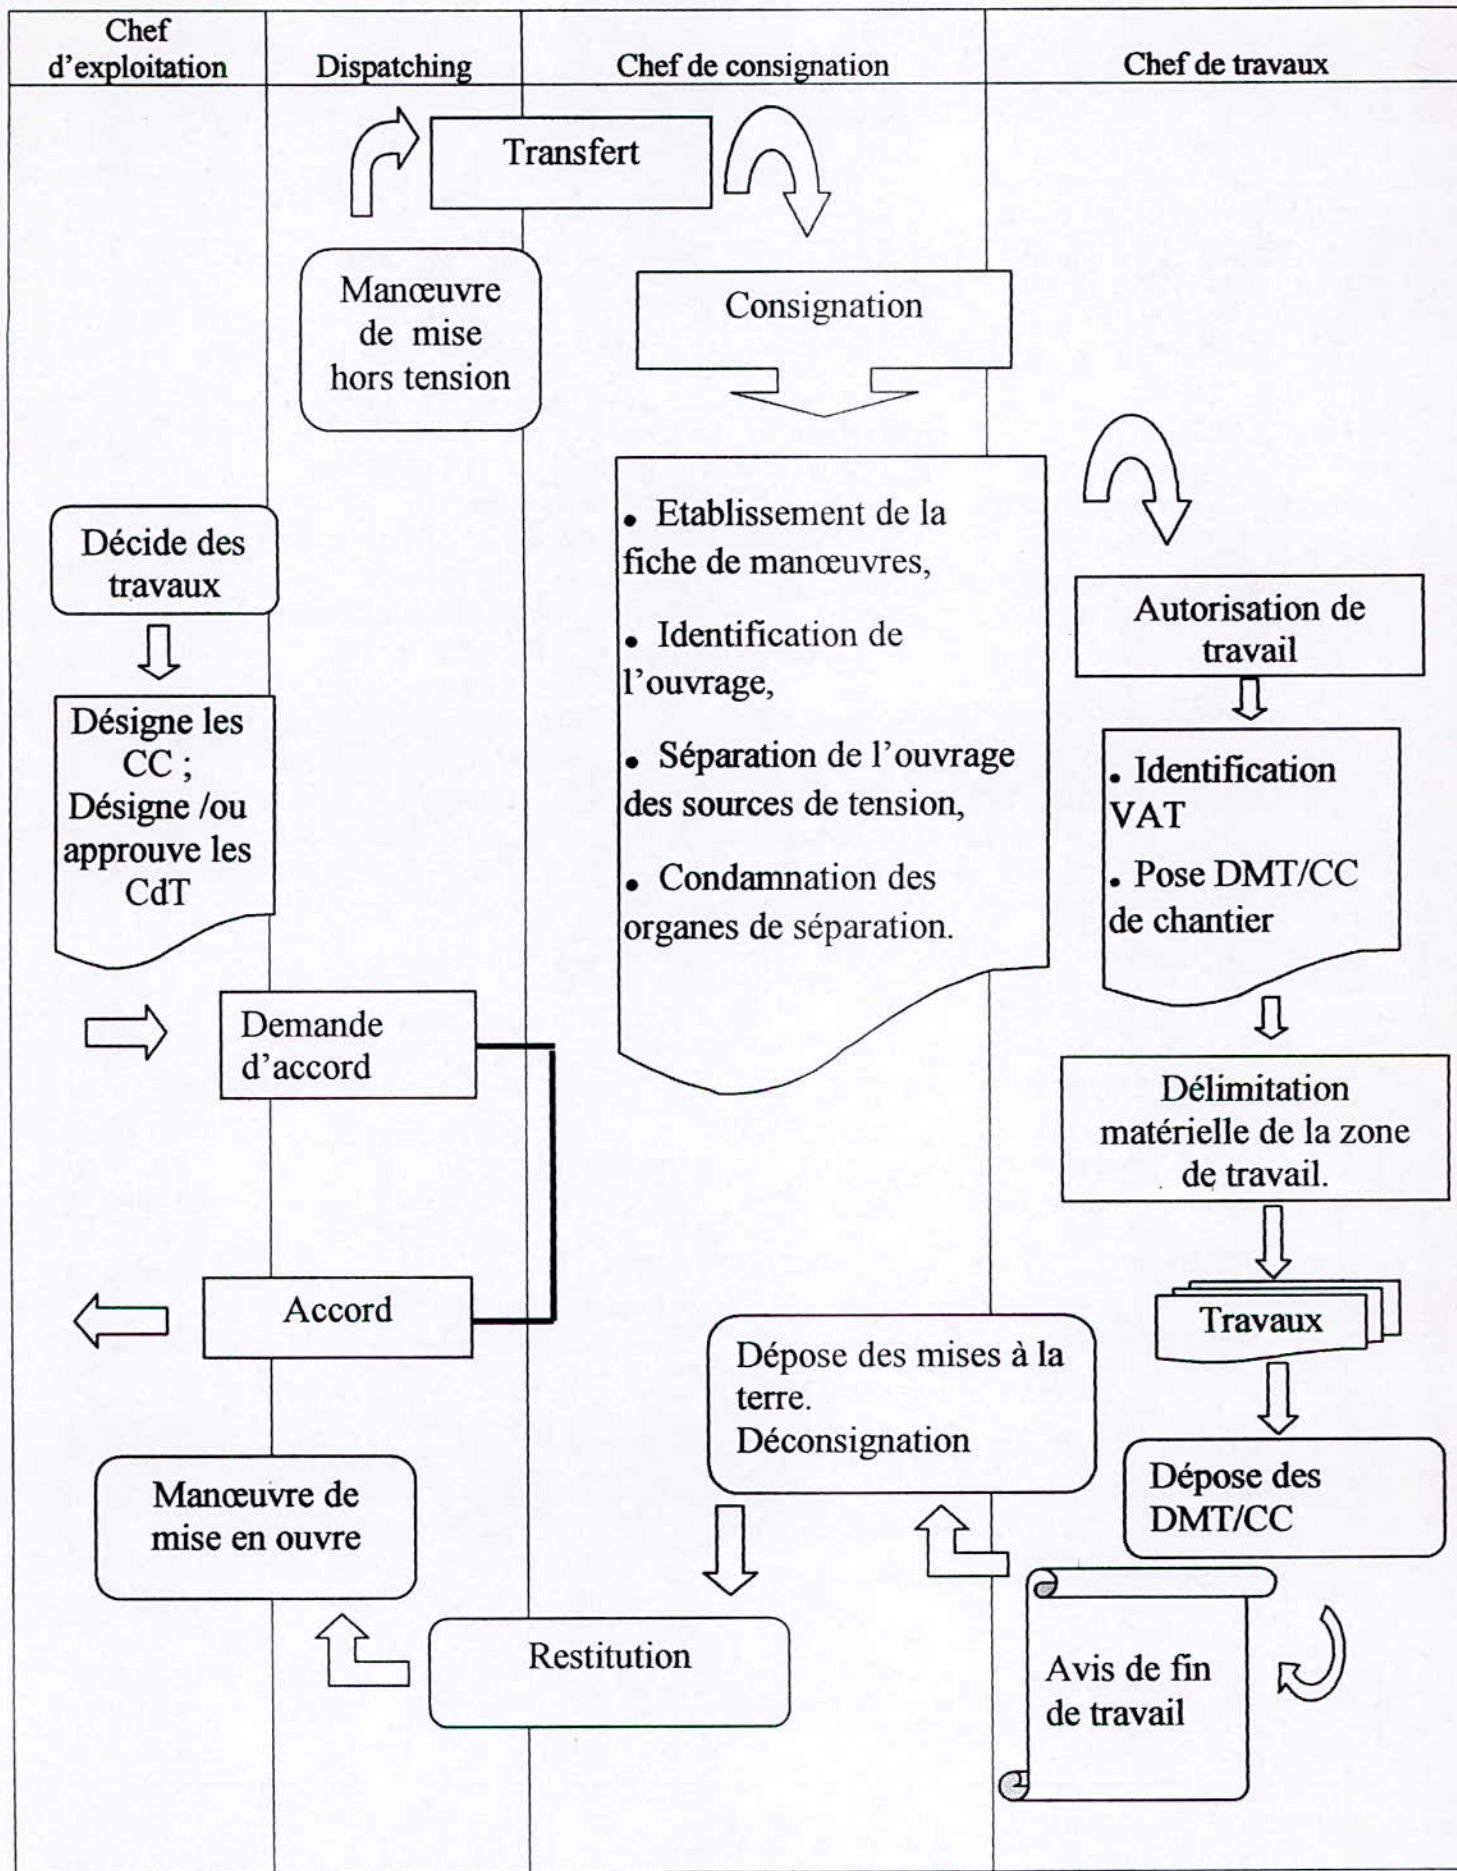 Chef
d'exploitation
Dispatching
Chef de consignation
Chef de travaux
Transfert
Manœuvre
de mise
hors tension
Consignation
Décide des
travaux
Désigne les
CC ;
Désigne /ou
approuve les
CdT
• Etablissement de la
fiche de manœuvres,
• Identification de
l'ouvrage,
• Séparation de l'ouvrage
des sources de tension,
• Condamnation des
organes de séparation.
Autorisation de
travail
• Identification
VAT
• Pose DMT/CC
de chantier
Demande
d'accord
Délimitation
matérielle de la zone
de travail.
Accord
Travaux
Dépose des mises à la
terre.
Déconsignation
Dépose des
DMT/CC
Manœuvre de
mise en ouvre
Restitution
Avis de fin
de travail